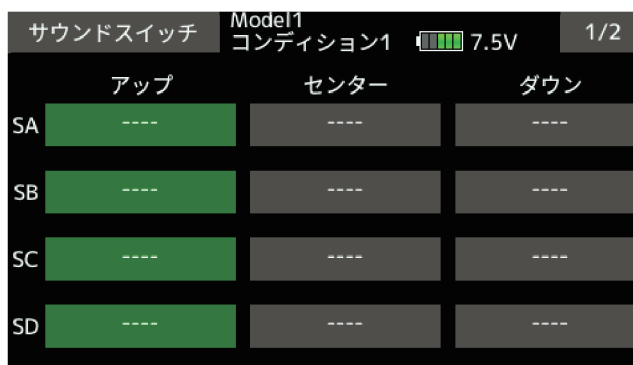 サウンドスイッチ Model1 1/2
コンディション1 7.5V
アップ センター ダウン
SA ---- ---- ----
SB ---- ---- ----
SC ---- ---- ----
SD ---- ---- ----